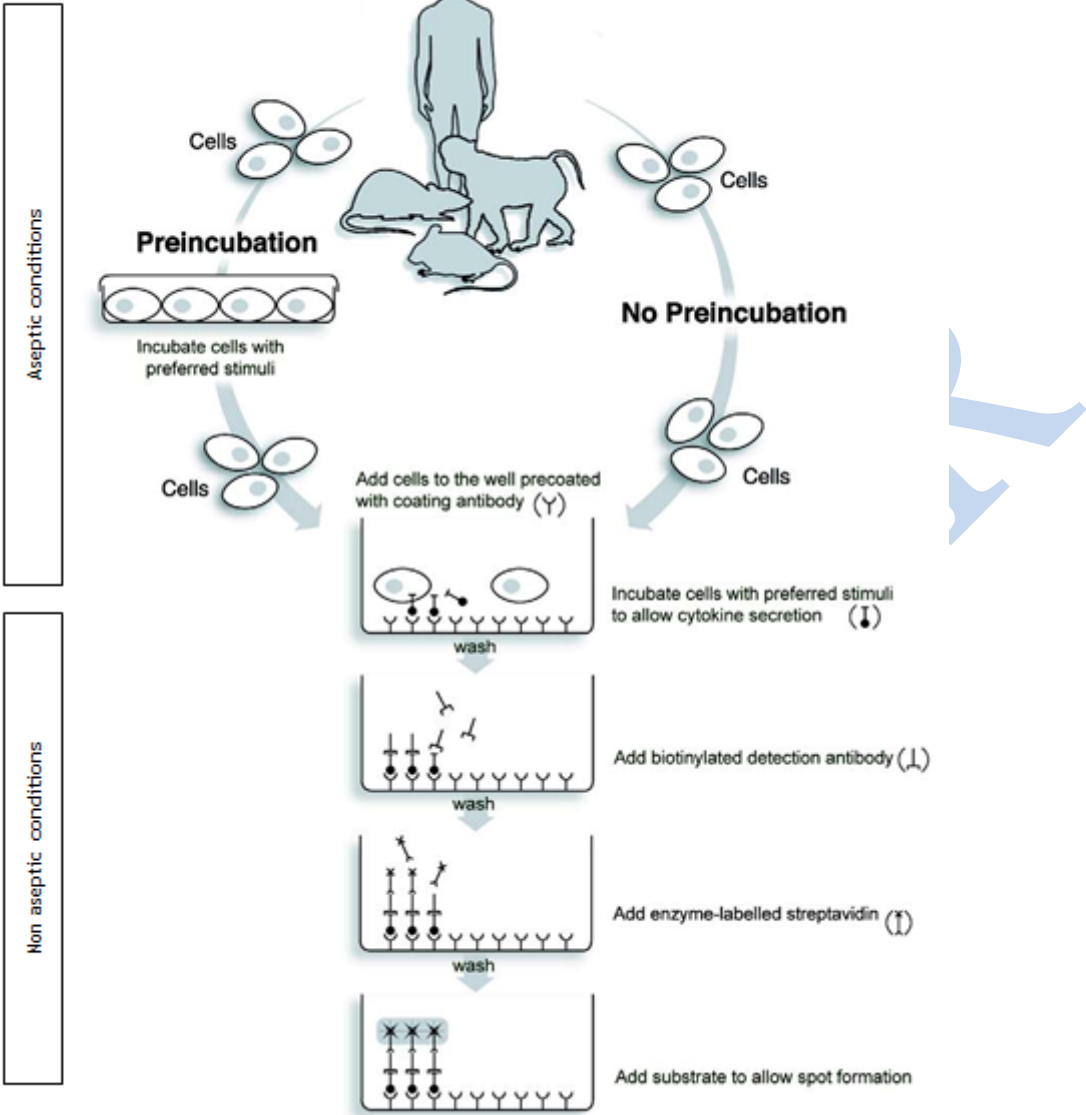 Aseptic conditions
Cells
Cells
Preincubation
No Preincubation
Incubate cells with
preferred stimuli
Cells
Cells
Add cells to the well precoated
with coating antibody
Incubate cells with preferred stimuli
to allow cytokine secretion
wash
Non aseptic conditions
Add biotinylated detection antibody
wash
Add enzyme-labelled streptavidin
wash
Add substrate to allow spot formation